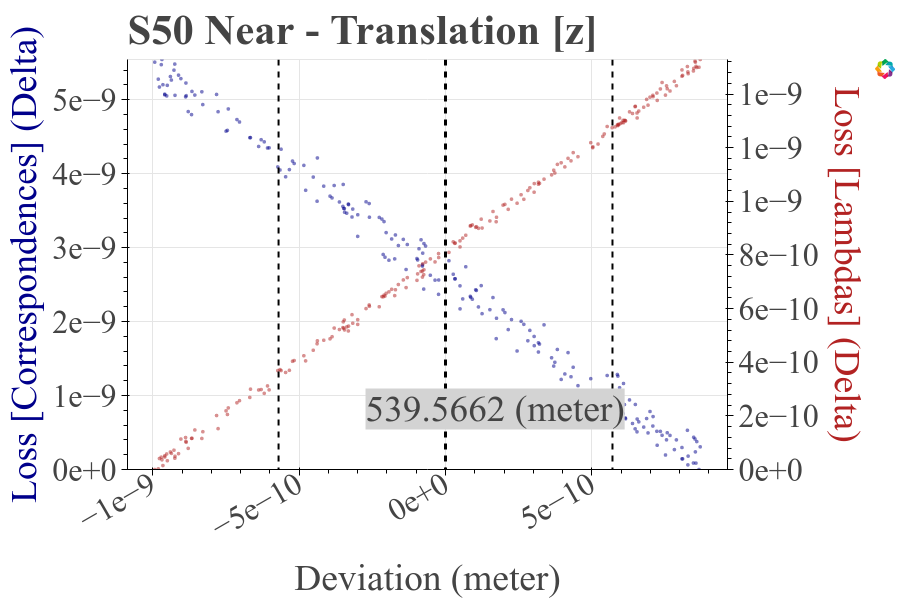 S50 Near - Translation [z]
Loss [Correspondences] (Delta)
5e−9
4e−9
3e−9
2e−9
1e−9
0e+0
1e−9
1e−9
1e−9
8e−10
6e−10
4e−10
2e−10
0e+0
Loss [Lambdas] (Delta)
539.5662 (meter)
−1e−9
−5e−10
0e+0
5e−10
Deviation (meter)